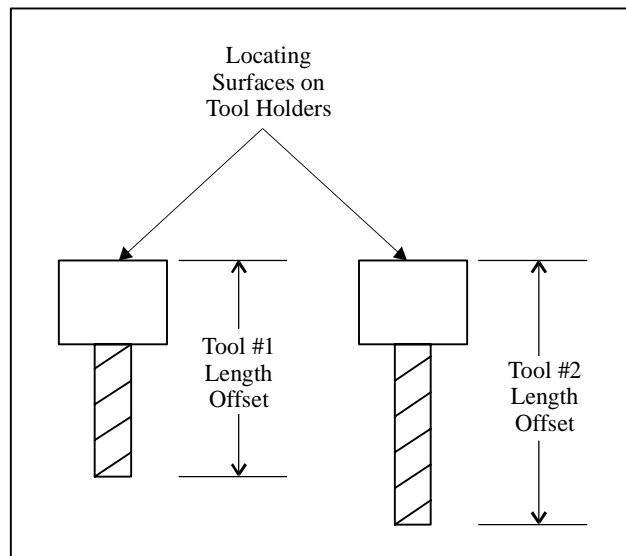 Locating
Surfaces on
Tool Holders
Tool #1
Length
Offset
Tool #2
Length
Offset